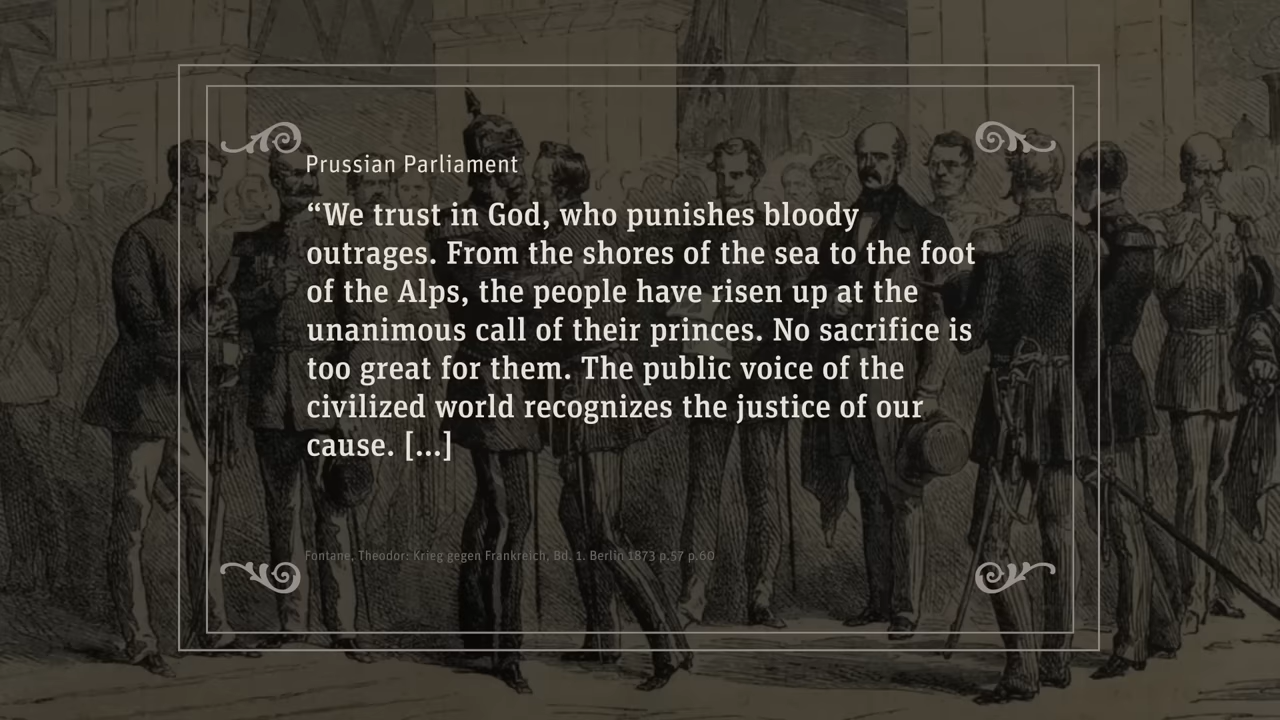 Prussian Parliament
“We trust in God, who punishes bloody
outrages. From the shores of the sea to the foot
of the Alps, the people have risen up at the
unanimous call of their princes. No sacrifice is
too great for them. The public voice of the
civilized world recognizes the justice of our
cause. [...]
Fontane, Theodor: Krieg gegen Frankreich, Bd. 1. Berlin 1873 p.57 p.60